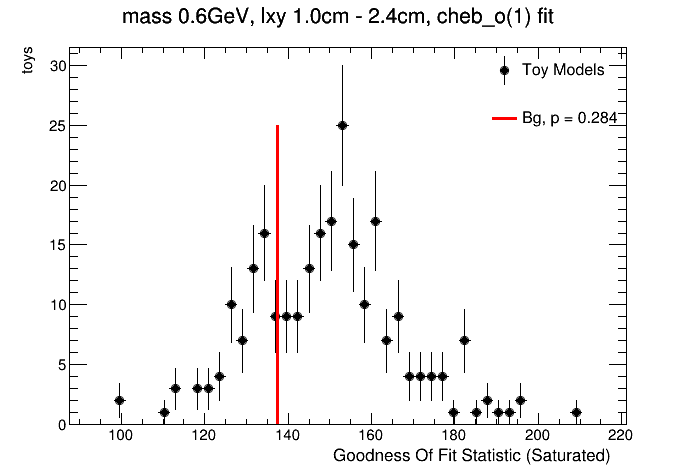 mass 0.6GeV, lxy 1.0cm - 2.4cm, cheb_o(1) fit
toys
30
25
20
15
10
5
0
Toy Models
Bg, p = 0.284
100 120 140 160 180 200 220
Goodness Of Fit Statistic (Saturated)